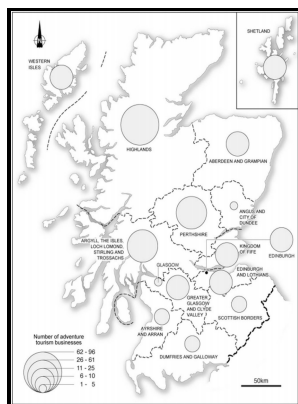 SHETLAND
WESTERN
ISLES
HIGHLANDS
ABERDEEN AND GRAMPIAN
ANGUS AND
CITY OF
DUNDEE
PERTHSHIRE
ARGYLL, THE ISLES,
LOCH LOMOND,
STIRLING AND
TROSSACHS
KINGDOM
OF FIFE
EDINBURGH
GLASGOW
EDINBURGH
AND LOTHIANS
GREATER
GLASGOW
AND CLYDE
VALLEY
SCOTTISH BORDERS
AYRSHIRE
AND ARRAN
DUMFRIES AND GALLOWAY
Number of adventure
tourism businesses
62 - 96
26 - 61
11 - 25
6 - 10
1 - 5
50km